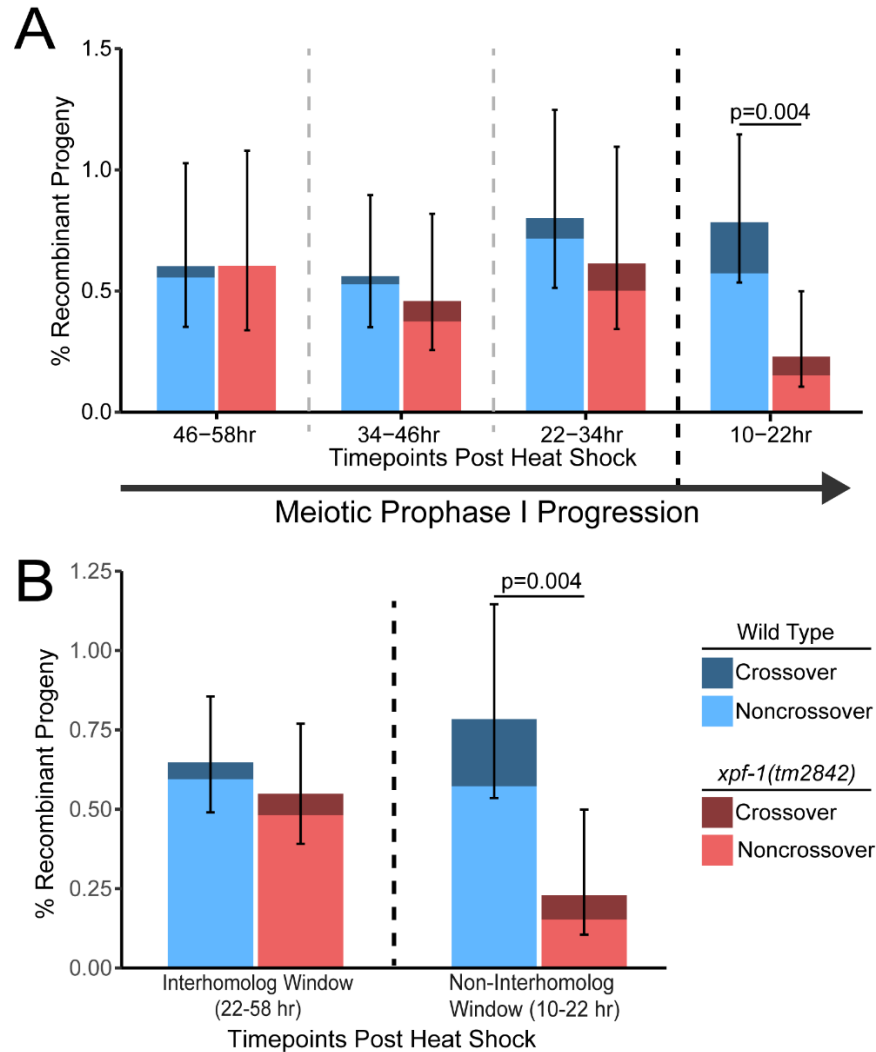 A
% Recombinant Progeny
1.5
1.0
0.5
0.0
p=0.004
46−58hr
34−46hr
22−34hr
10−22hr
Timepoints Post Heat Shock
Meiotic Prophase I Progression
B
% Recombinant Progeny
1.25
1.00
0.75
0.50
0.25
0.00
p=0.004
Interhomolog Window
(22-58 hr)
Non-Interhomolog
Window (10-22 hr)
Timepoints Post Heat Shock
Wild Type
Crossover
Noncrossover
xpf-1(tm2842)
Crossover
Noncrossover